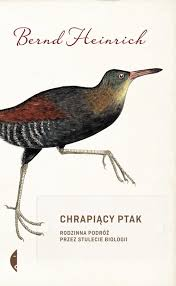 Bernd Heinrich
CHRAPIĄCY PTAK
RODZINNA PODRÓŻ
PRZEZ STULECIE BIOLOGII